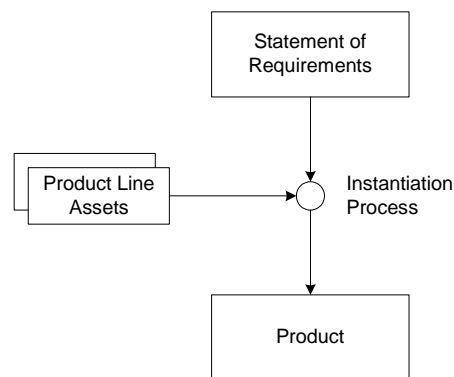 Statement of
Requirements
Product Line
Assets
Instantiation
Process
Product